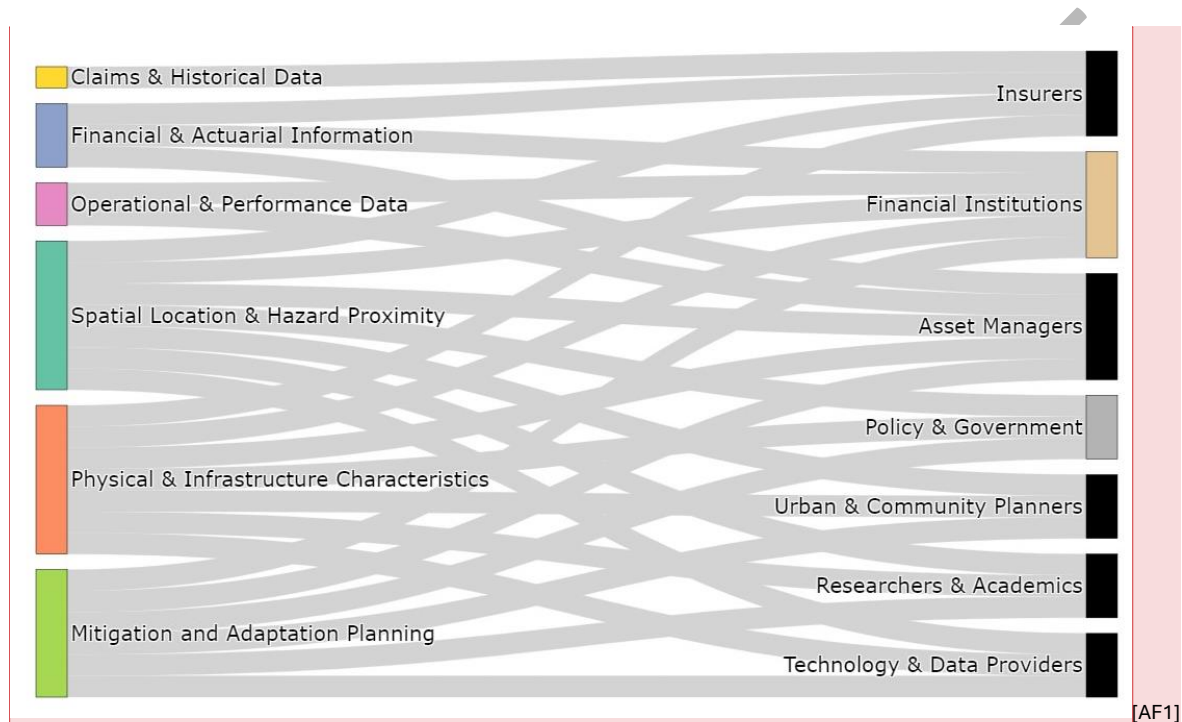 Claims & Historical Data
Financial & Actuarial Information
Operational & Performance Data
Spatial Location & Hazard Proximity
Physical & Infrastructure Characteristics
Mitigation and Adaptation Planning
Insurers
Financial Institutions
Asset Managers
Policy & Government
Urban & Community Planners
Researchers & Academics
Technology & Data Providers
[AF1]